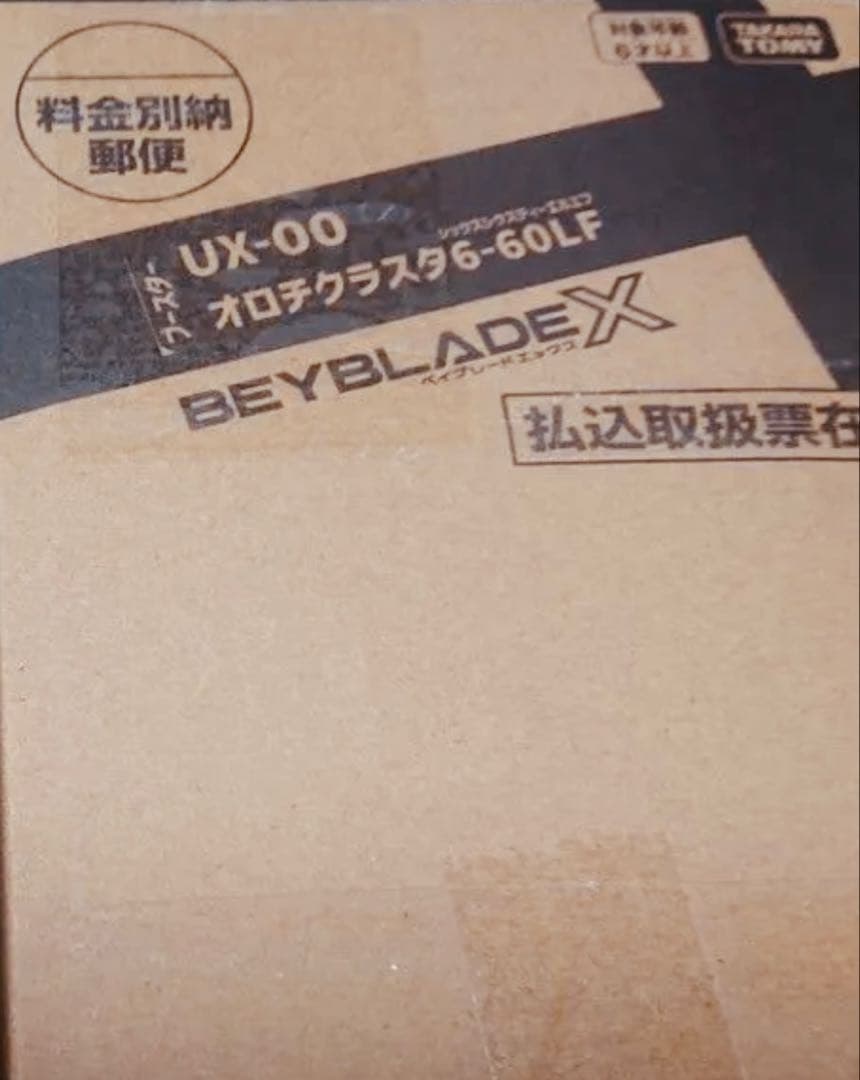 対象年齢
6才以上
TAKARA
TOMY
料金別納
郵便
ブースター
UX-00
シックスシクスティーエルエフ
オロチクラスタ6-60LF
BEYBLADE X
ベイブレードエックス
払込取扱票在